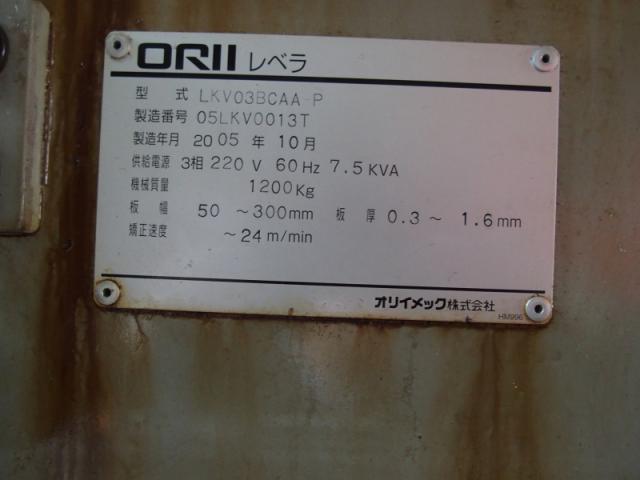 ORII レベラ
型 式 LKV03BCAA-P
製造番号 05LKV0013T
製造年月 2005 年 10 月
供給電源 3相 220 V 60 Hz 7.5 KVA
機械質量 1200 Kg
板 幅 50 ～ 300mm 板 厚 0.3 ～ 1.6 mm
矯正速度 ～ 24 m/min
オリイメック株式会社
HM996